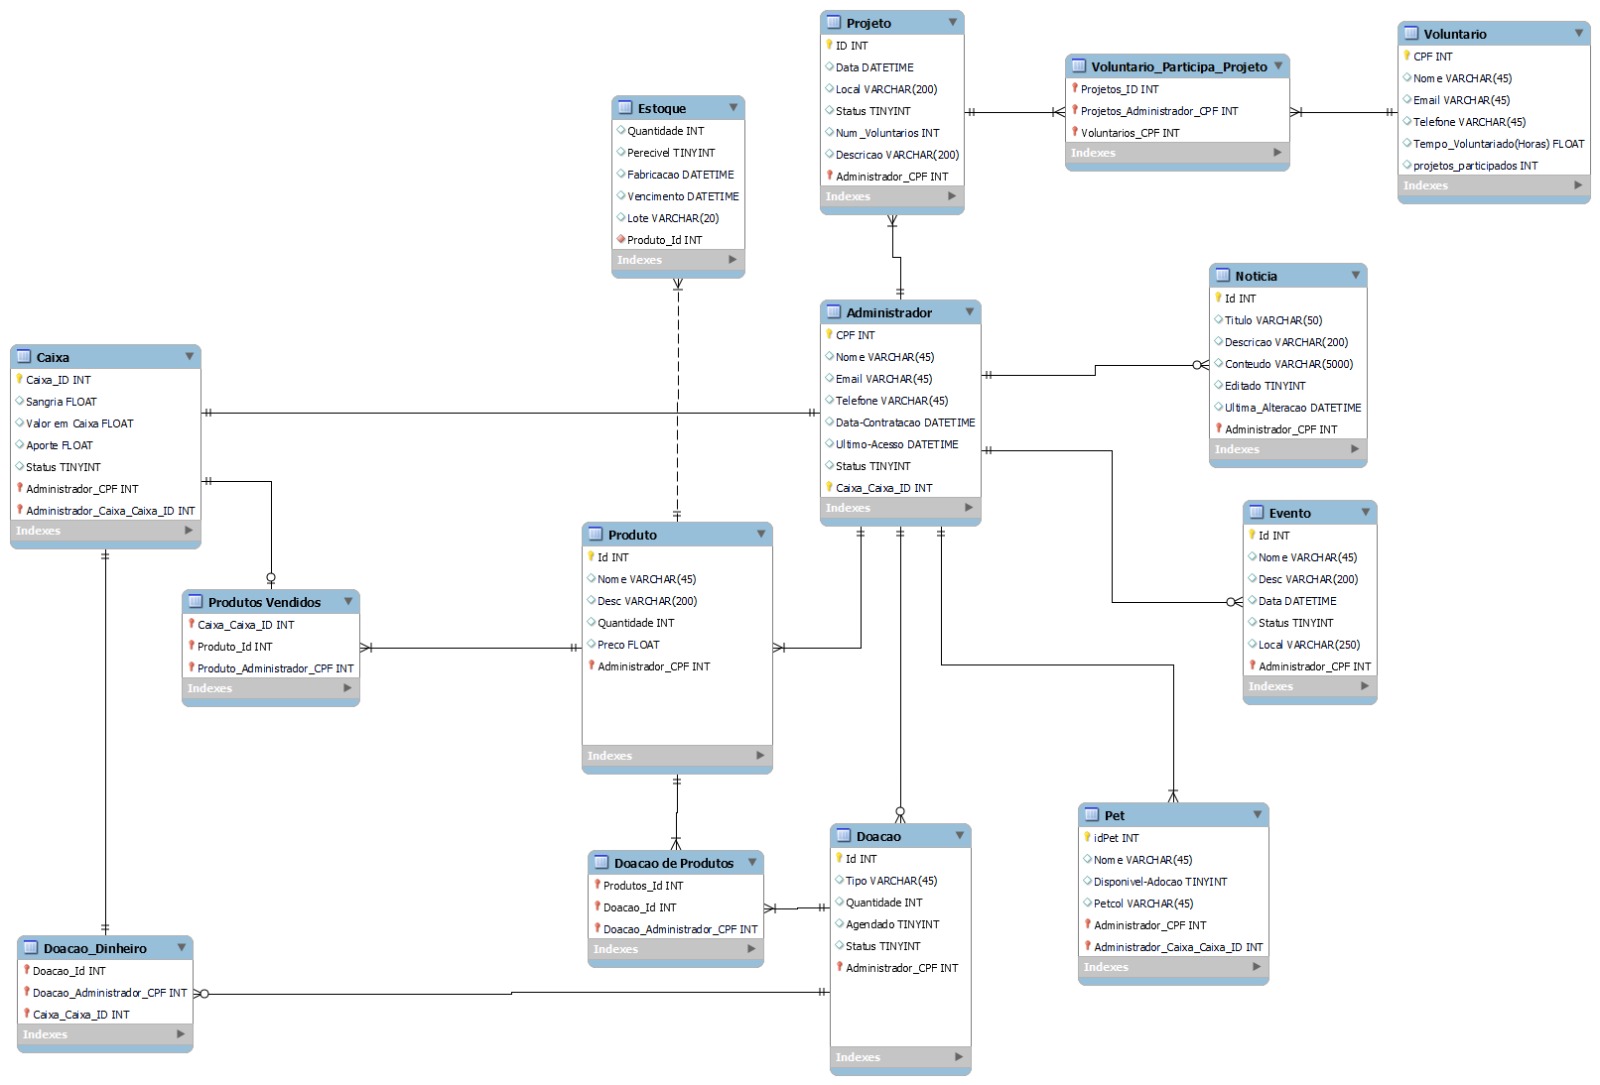 Projeto
ID INT
Data DATETIME
Local VARCHAR(200)
Status TINYINT
Num_Voluntarios INT
Descricao VARCHAR(200)
Administrador_CPF INT
Indexes
Voluntario_Participa_Projeto
Projetos_ID INT
Projetos_Administrador_CPF INT
Voluntarios_CPF INT
Indexes
Voluntario
CPF INT
Nome VARCHAR(45)
Email VARCHAR(45)
Telefone VARCHAR(45)
Tempo_Voluntariado(Horas) FLOAT
projetos_participados INT
Indexes
Estoque
Quantidade INT
Perecivel TINYINT
Fabricacao DATETIME
Vencimento DATETIME
Lote VARCHAR(20)
Produto_Id INT
Indexes
Noticia
Id INT
Titulo VARCHAR(50)
Descricao VARCHAR(200)
Conteudo VARCHAR(5000)
Editado TINYINT
Ultima_Alteracao DATETIME
Administrador_CPF INT
Indexes
Administrador
CPF INT
Nome VARCHAR(45)
Email VARCHAR(45)
Telefone VARCHAR(45)
Data-Contratacao DATETIME
Ultimo-Acesso DATETIME
Status TINYINT
Caixa_Caixa_ID INT
Indexes
Caixa
Caixa_ID INT
Sangria FLOAT
Valor em Caixa FLOAT
Aporte FLOAT
Status TINYINT
Administrador_CPF INT
Administrador_Caixa_Caixa_ID INT
Indexes
Evento
Id INT
Nome VARCHAR(45)
Desc VARCHAR(200)
Data DATETIME
Status TINYINT
Local VARCHAR(250)
Administrador_CPF INT
Indexes
Produto
Id INT
Nome VARCHAR(45)
Desc VARCHAR(200)
Quantidade INT
Preco FLOAT
Administrador_CPF INT
Indexes
Produtos Vendidos
Caixa_Caixa_ID INT
Produto_Id INT
Produto_Administrador_CPF INT
Indexes
Pet
idPet INT
Nome VARCHAR(45)
Disponivel-Adocao TINYINT
Petcol VARCHAR(45)
Administrador_CPF INT
Administrador_Caixa_Caixa_ID INT
Indexes
Doacao
Id INT
Tipo VARCHAR(45)
Quantidade INT
Agendado TINYINT
Status TINYINT
Administrador_CPF INT
Indexes
Doacao de Produtos
Produtos_Id INT
Doacao_Id INT
Doacao_Administrador_CPF INT
Indexes
Doacao_Dinheiro
Doacao_Id INT
Doacao_Administrador_CPF INT
Caixa_Caixa_ID INT
Indexes